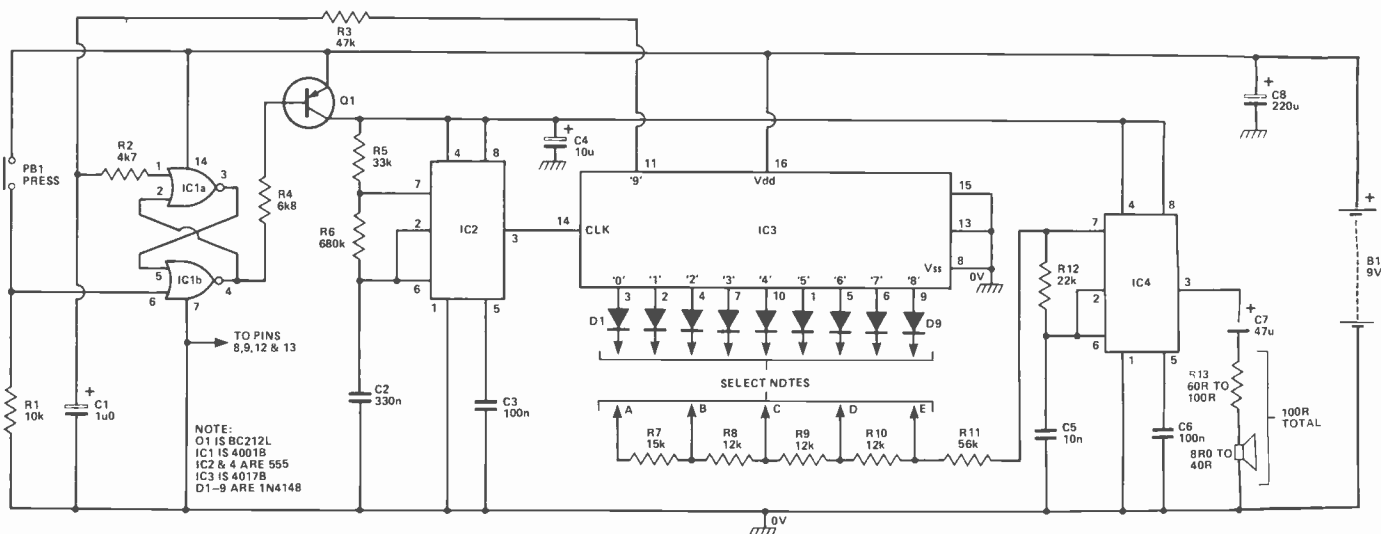 R3
47k
R2
4k7
PB1
PRESS
1
2
14
3
IC1a
5
6
IC1b
4
7
R4
6k8
Q1
TO PINS
8,9,12 & 13
R1
10k
C1
1u0
+
NOTE:
Q1 IS BC212L
IC1 IS 4001B
IC2 & 4 ARE 555
IC3 IS 4017B
D1–9 ARE 1N4148
R5
33k
R6
680k
C2
330n
4
8
7
2
6
IC2
3
1
5
C3
100n
+
C4
10u
11
16
'9'
Vdd
14
CLK
IC3
15
13
Vss
8
0V
'0'
'1'
'2'
'3'
'4'
'5'
'6'
'7'
'8'
3
2
4
7
10
1
5
6
9
D1
D9
SELECT NOTES
A
B
C
D
E
R7
15k
R8
12k
R9
12k
R10
12k
R11
56k
0V
R12
22k
C5
10n
4
8
7
2
6
IC4
3
1
5
C6
100n
+
C7
47u
R13
60R TO
100R
8R0 TO
40R
100R
TOTAL
+
C8
220u
+
B1
9V